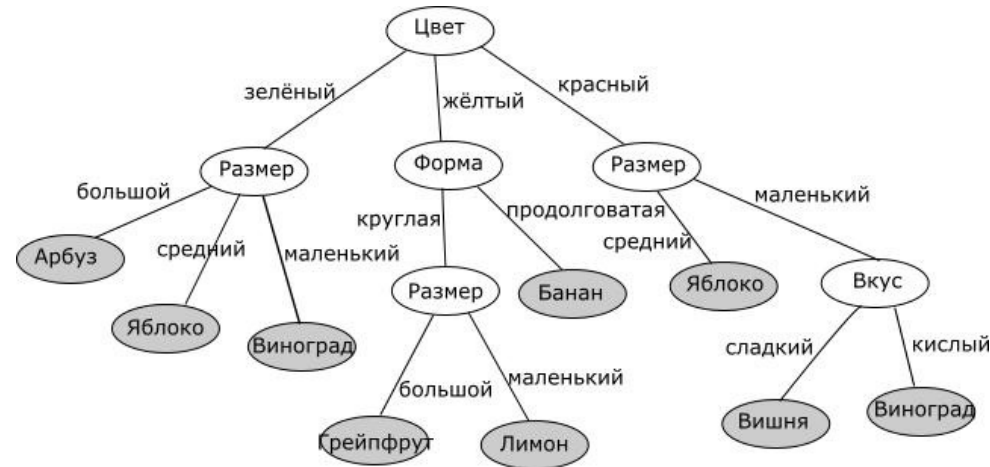 Цвет
зелёный
жёлтый
красный
Размер
Форма
Размер
большой
средний
маленький
круглая
продолговатая
средний
маленький
Арбуз
Яблоко
Виноград
Размер
Банан
Яблоко
Вкус
большой
маленький
сладкий
кислый
Грейпфрут
Лимон
Вишня
Виноград